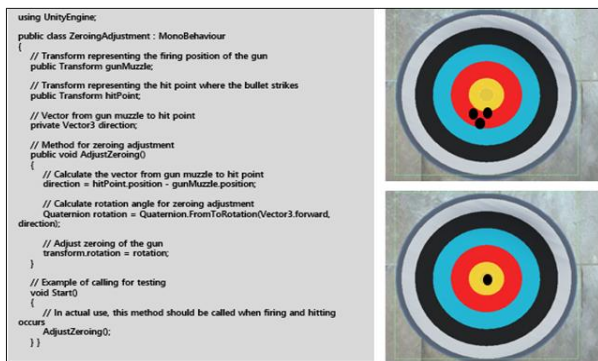 using UnityEngine;
public class ZeroingAdjustment : MonoBehaviour
{
// Transform representing the firing position of the gun
public Transform gunMuzzle;
// Transform representing the hit point where the bullet strikes
public Transform hitPoint;
// Vector from gun muzzle to hit point
private Vector3 direction;
// Method for zeroing adjustment
public void AdjustZeroing()
{
// Calculate the vector from gun muzzle to hit point
direction = hitPoint.position - gunMuzzle.position;
// Calculate rotation angle for zeroing adjustment
Quaternion rotation = Quaternion.FromToRotation(Vector3.forward,
direction);
// Adjust zeroing of the gun
transform.rotation = rotation;
}
// Example of calling for testing
void Start()
{
// In actual use, this method should be called when firing and hitting
occurs
AdjustZeroing();
} }